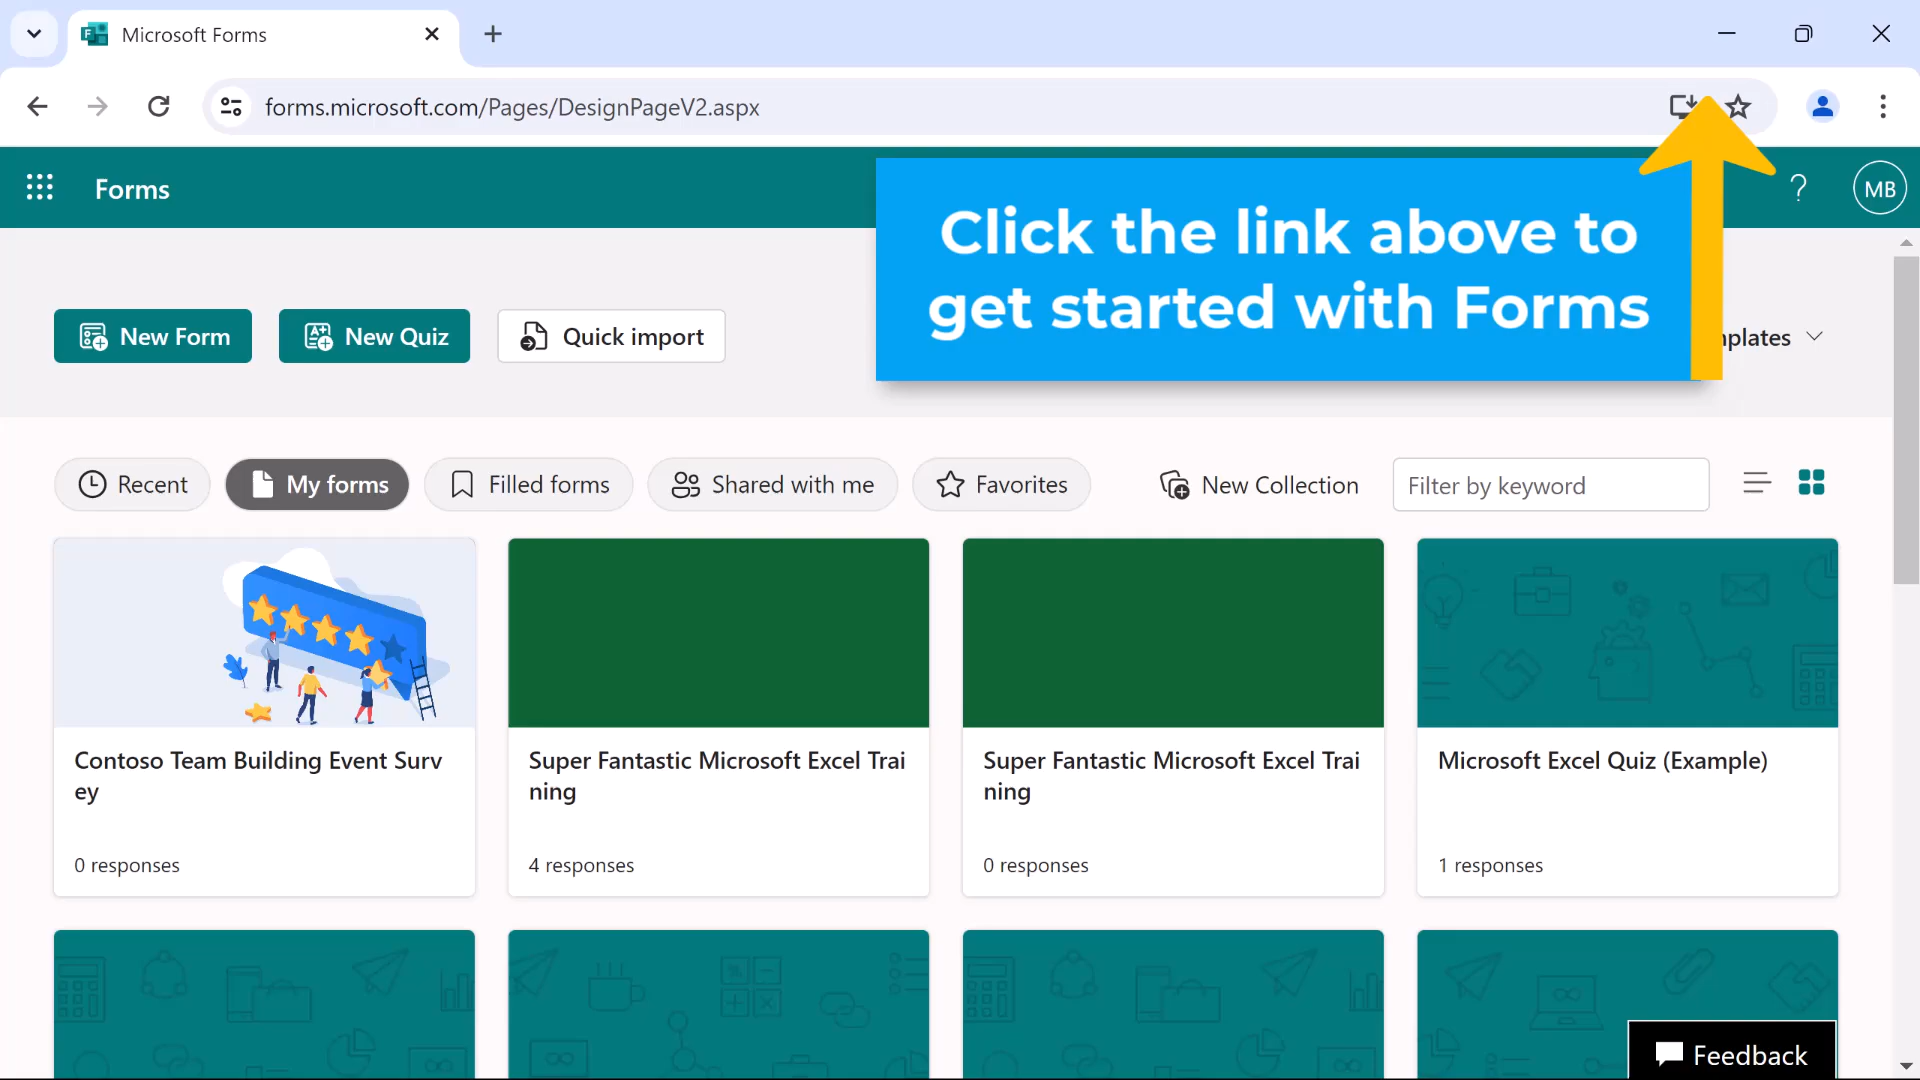 Microsoft Forms
forms.microsoft.com/Pages/DesignPageV2.aspx
Forms
Click the link above to
get started with Forms
?
MB
New Form
New Quiz
Quick import
mplates
Recent
My forms
Filled forms
Shared with me
Favorites
New Collection
Filter by keyword
Contoso Team Building Event Surv
ey
0 responses
Super Fantastic Microsoft Excel Trai
ning
4 responses
Super Fantastic Microsoft Excel Trai
ning
0 responses
Microsoft Excel Quiz (Example)
1 responses
Feedback